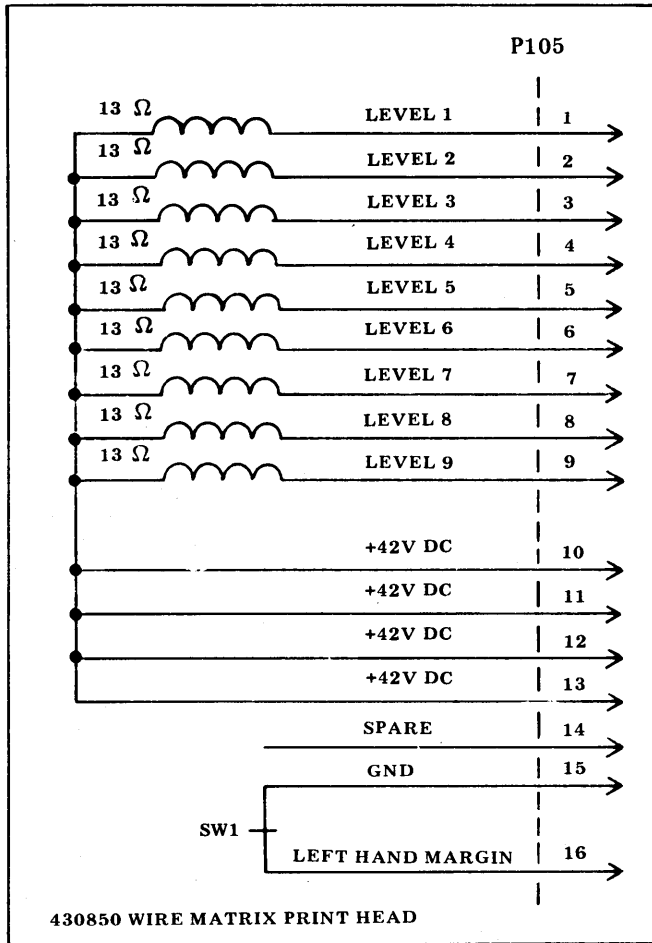 P105
13 Ω LEVEL 1 1
13 Ω LEVEL 2 2
13 Ω LEVEL 3 3
13 Ω LEVEL 4 4
13 Ω LEVEL 5 5
13 Ω LEVEL 6 6
13 Ω LEVEL 7 7
13 Ω LEVEL 8 8
13 Ω LEVEL 9 9
+42V DC 10
+42V DC 11
+42V DC 12
+42V DC 13
SPARE 14
GND 15
SW1
LEFT HAND MARGIN 16
430850 WIRE MATRIX PRINT HEAD